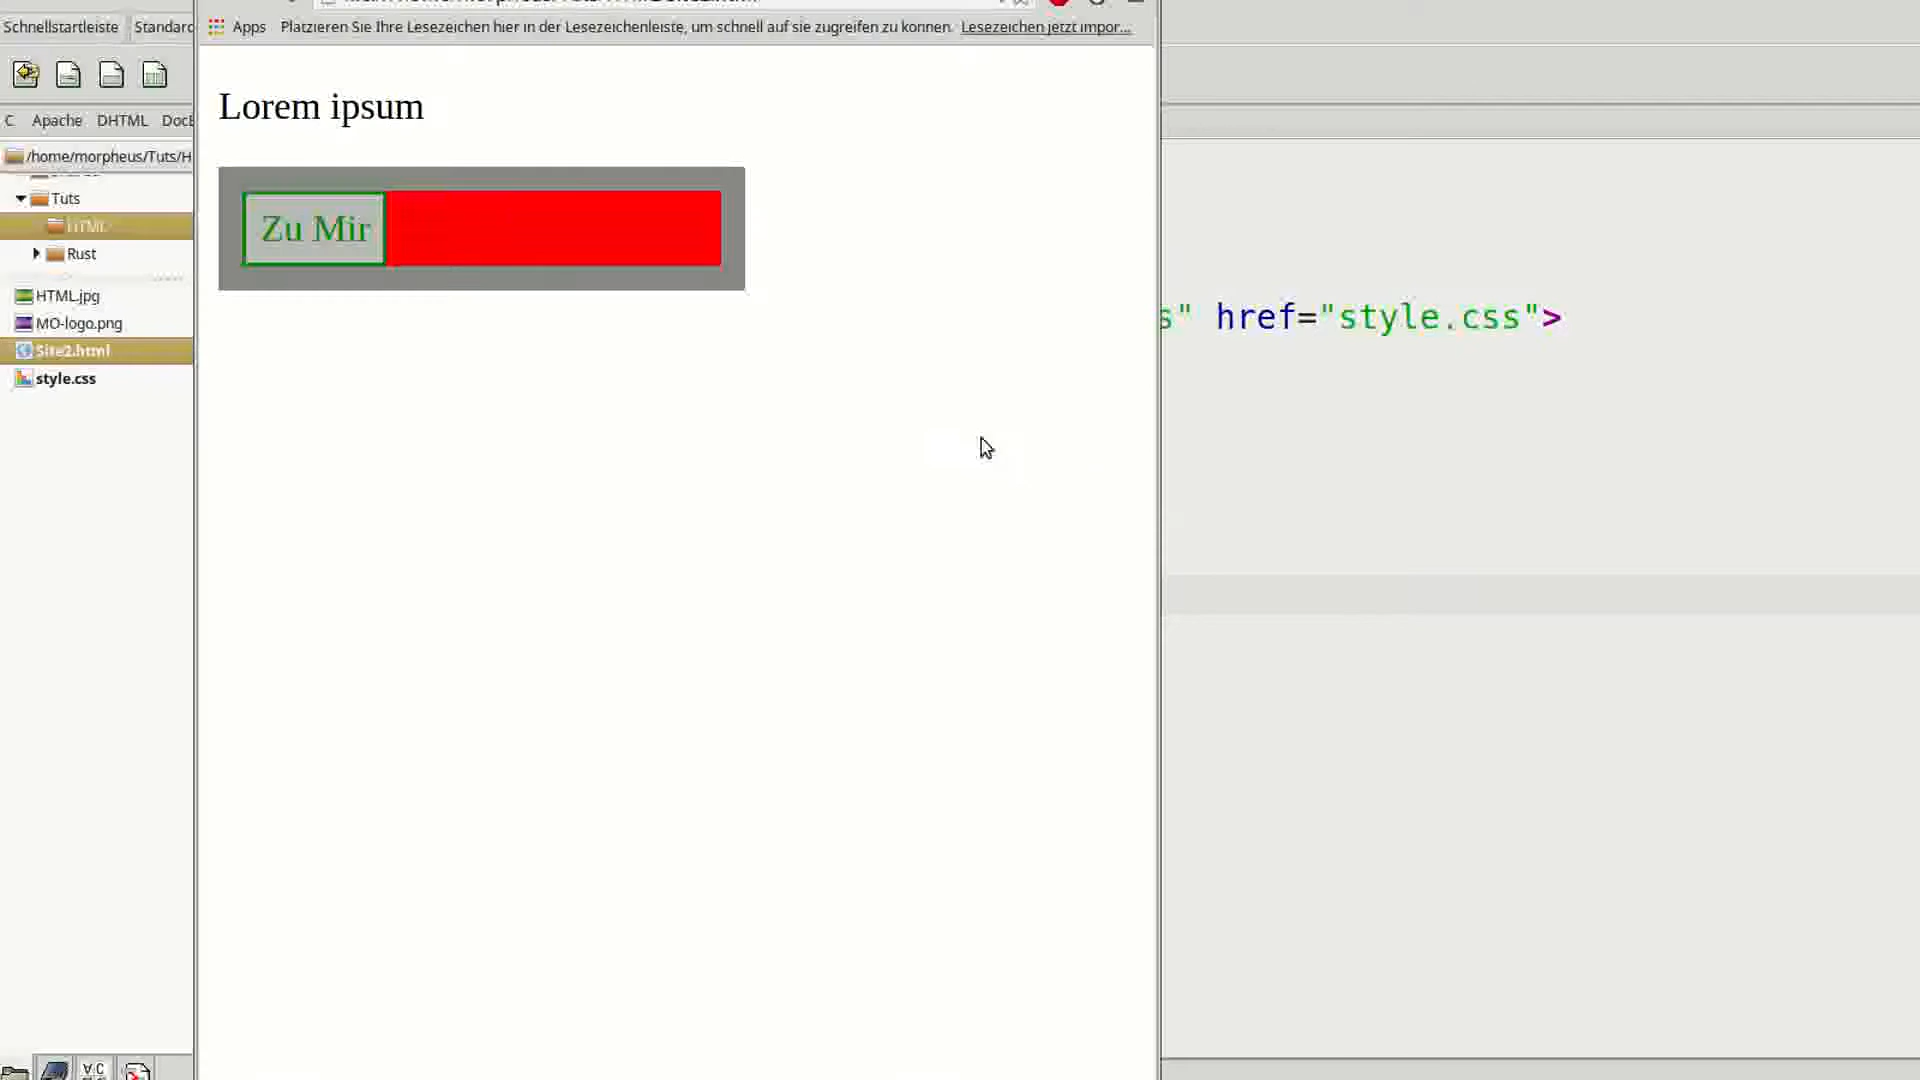 Schnellstartleiste Standard
Apps Platzieren Sie Ihre Lesezeichen hier in der Lesezeichenleiste, um schnell auf sie zugreifen zu können. Lesezeichen jetzt impor...
C Apache DHTML DocB
/home/morpheus/Tuts/H
Tuts
HTML
Rust
HTML.jpg
MO-logo.png
Site2.html
style.css
Lorem ipsum
Zu Mir
s" href="style.css">